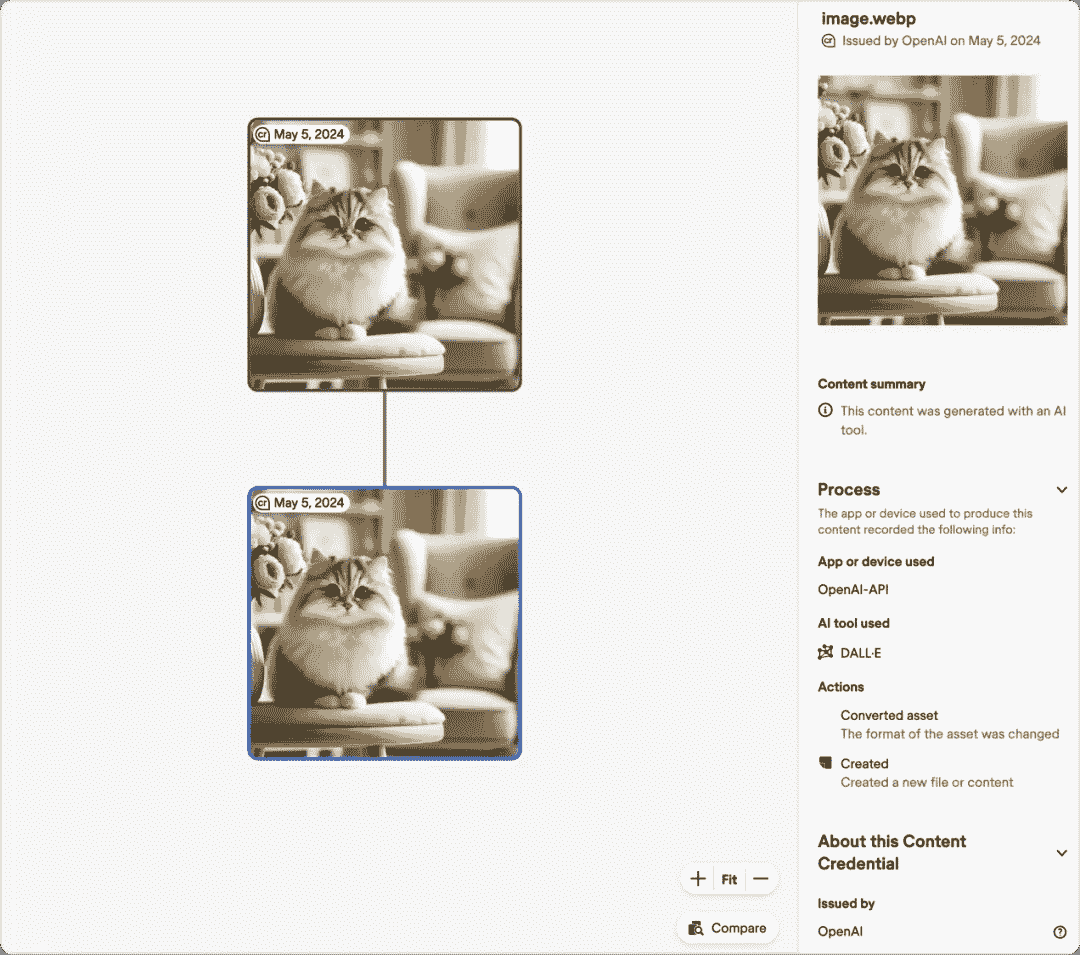 May 5, 2024
May 5, 2024
Fit
Compare
image.webp
Issued by OpenAI on May 5, 2024
Content summary
This content was generated with an AI
tool.
Process
The app or device used to produce this
content recorded the following info:
App or device used
OpenAI-API
AI tool used
DALL·E
Actions
Converted asset
The format of the asset was changed
Created
Created a new file or content
About this Content
Credential
Issued by
OpenAI